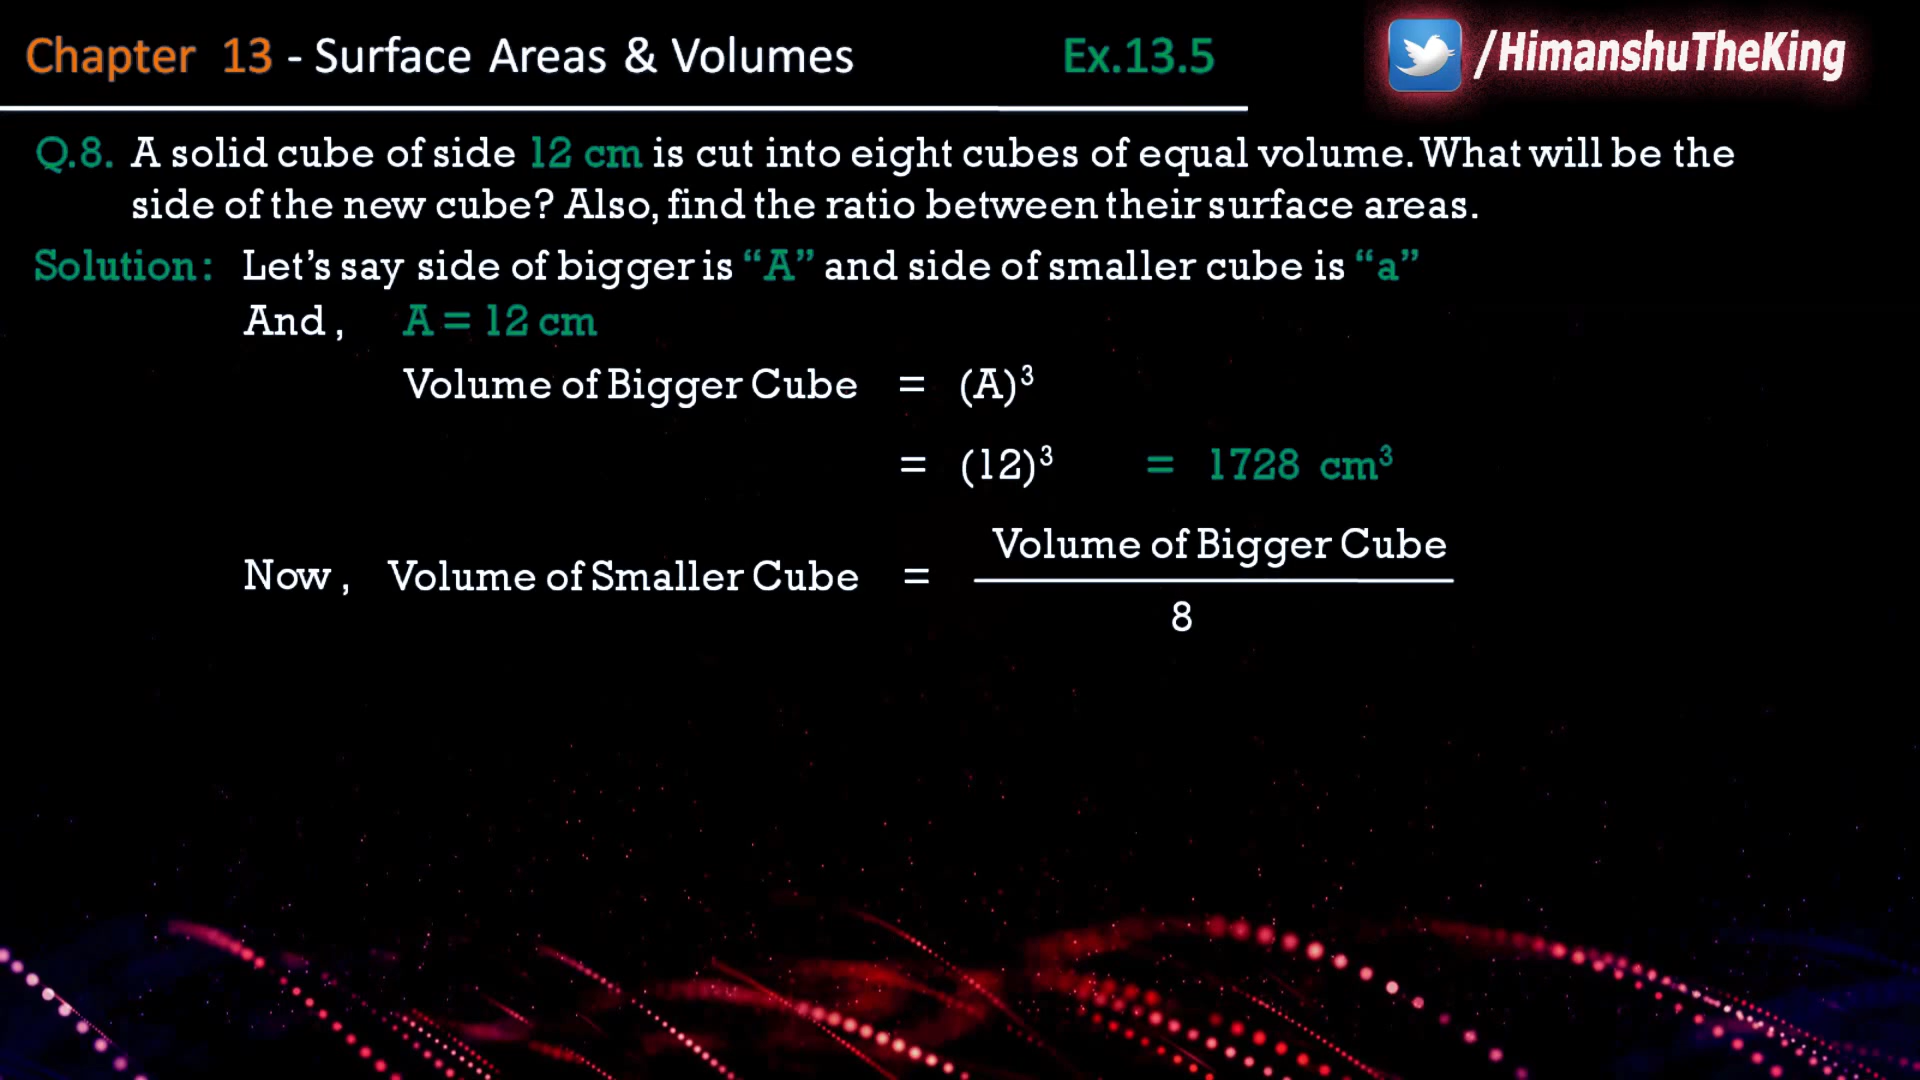 Chapter 13 - Surface Areas & Volumes Ex.13.5 /HimanshuTheKing
Q.8. A solid cube of side 12 cm is cut into eight cubes of equal volume. What will be the
side of the new cube? Also, find the ratio between their surface areas.
Solution: Let’s say side of bigger is “A” and side of smaller cube is “a”
And , A = 12 cm
Volume of Bigger Cube = (A)³
= (12)³ = 1728 cm³
Now , Volume of Smaller Cube = Volume of Bigger Cube
8